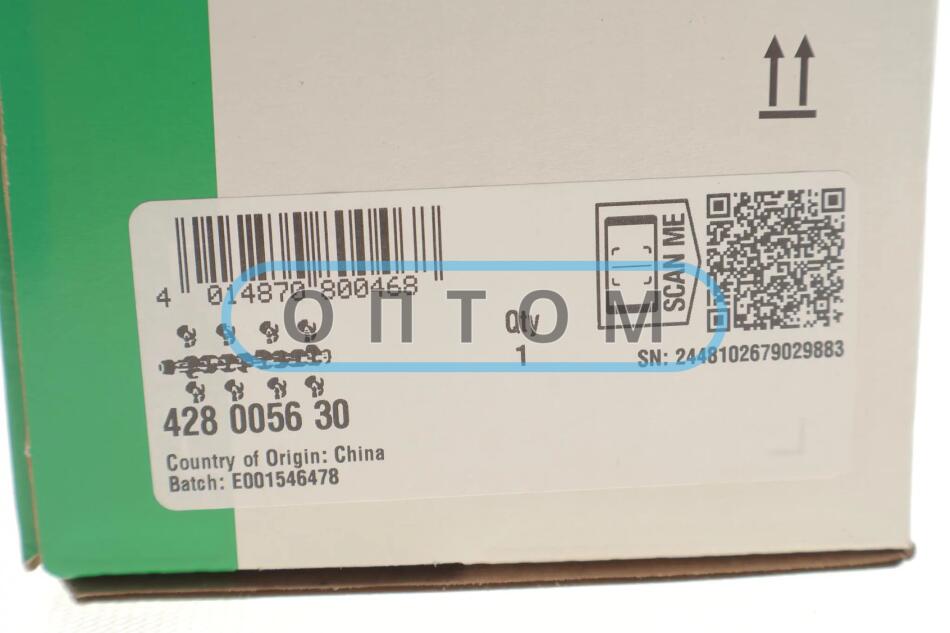 4 014870 800468
ОПТОМ
SCAN ME
Qty
1
SN: 2448102679029883
428 0056 30
Country of Origin: China
Batch: E001546478